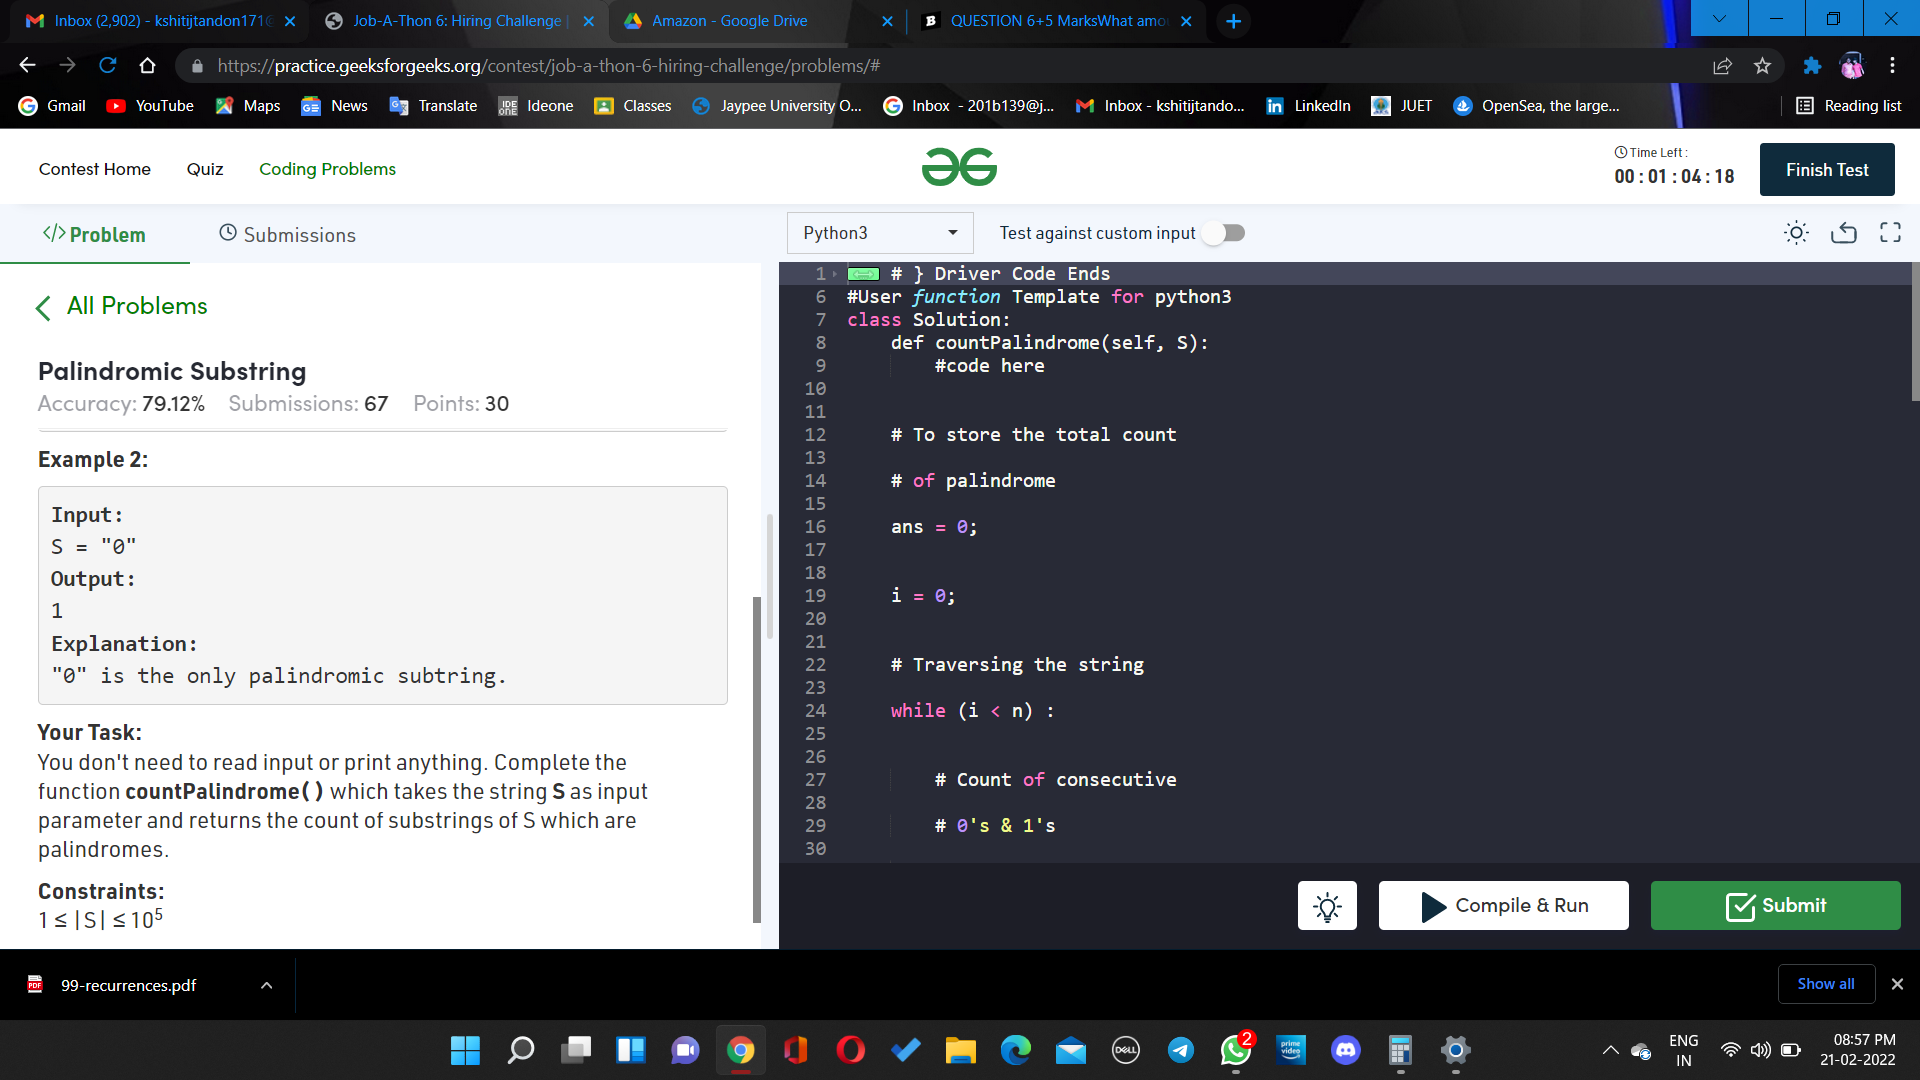 Inbox (2,902) - kshitijtandon171@
Job-A-Thon 6: Hiring Challenge |
Amazon - Google Drive
QUESTION 6+5 MarksWhat amou
https://practice.geeksforgeeks.org/contest/job-a-thon-6-hiring-challenge/problems/#
Gmail
YouTube
Maps
News
Translate
Ideone
Classes
Jaypee University O...
Inbox - 201b139@j...
Inbox - kshitijtando...
LinkedIn
JUET
OpenSea, the large...
Reading list
Contest Home
Quiz
Coding Problems
Time Left :
00 : 01 : 04 : 18
Finish Test
</> Problem
Submissions
Python3
Test against custom input
All Problems
Palindromic Substring
Accuracy: 79.12% Submissions: 67 Points: 30
Example 2:
Input:
S = "0"
Output:
1
Explanation:
"0" is the only palindromic subtring.
Your Task:
You don't need to read input or print anything. Complete the
function countPalindrome( ) which takes the string S as input
parameter and returns the count of substrings of S which are
palindromes.
Constraints:
1 ≤ |S| ≤ 10⁵
1 # } Driver Code Ends
6 #User function Template for python3
7 class Solution:
8 def countPalindrome(self, S):
9 #code here
10
11
12 # To store the total count
13
14 # of palindrome
15
16 ans = 0;
17
18
19 i = 0;
20
21
22 # Traversing the string
23
24 while (i < n) :
25
26
27 # Count of consecutive
28
29 # 0's & 1's
30
Compile & Run
Submit
PDF
99-recurrences.pdf
Show all
DELL
2
prime video
ENG
IN
08:57 PM
21-02-2022